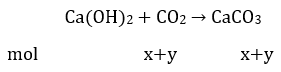 Ca(OH)₂ + CO₂ → CaCO₃
mol x+y x+y